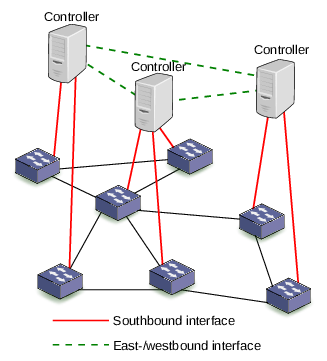 Controller
Controller
Controller
Southbound interface
East-/westbound interface